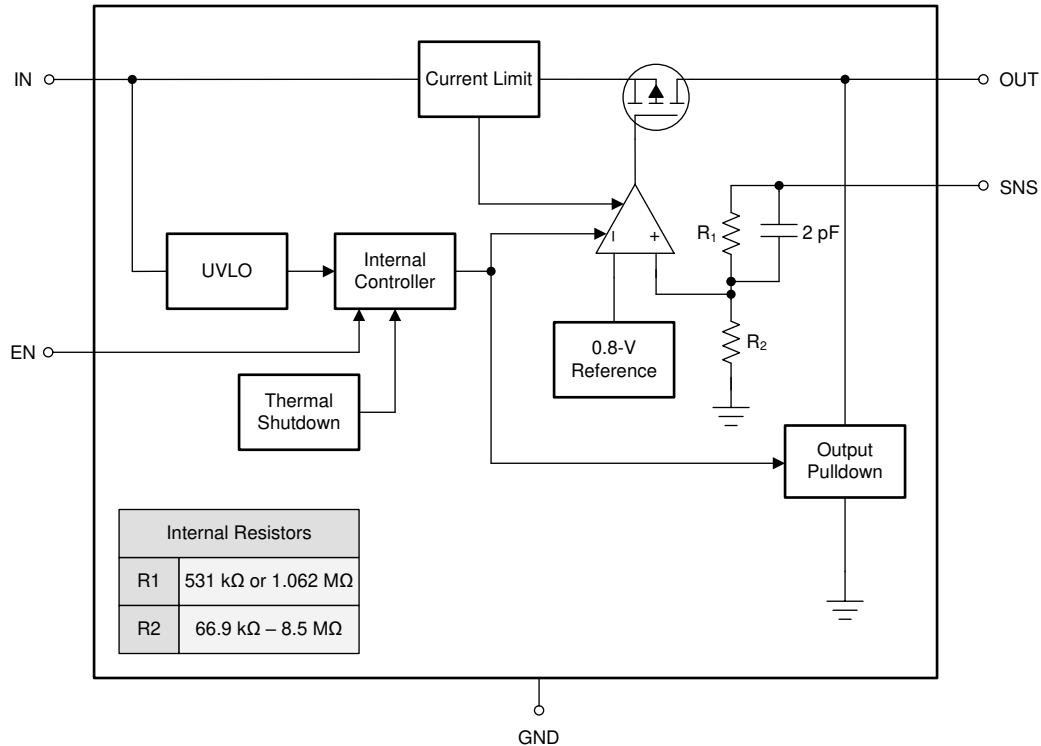 IN
Current Limit
OUT
SNS
R1
2 pF
UVLO
Internal
Controller
I
+
EN
0.8-V
Reference
R2
Thermal
Shutdown
Output
Pulldown
Internal Resistors
R1 531 kΩ or 1.062 MΩ
R2 66.9 kΩ – 8.5 MΩ
GND